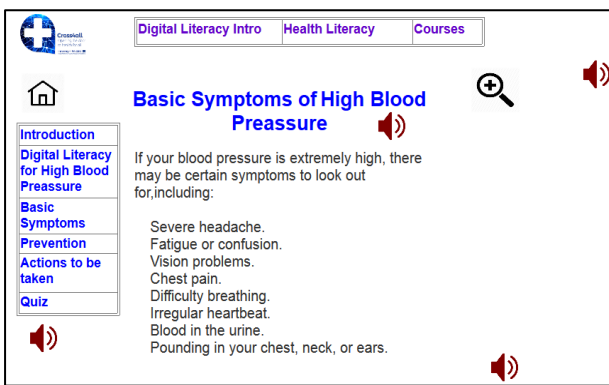 Crosskall
Digital Literacy Intro Health Literacy Courses
Basic Symptoms of High Blood
Preassure
Introduction
Digital Literacy
for High Blood
Preassure
Basic
Symptoms
Prevention
Actions to be
taken
Quiz
If your blood pressure is extremely high, there
may be certain symptoms to look out
for,including:
Severe headache.
Fatigue or confusion.
Vision problems.
Chest pain.
Difficulty breathing.
Irregular heartbeat.
Blood in the urine.
Pounding in your chest, neck, or ears.